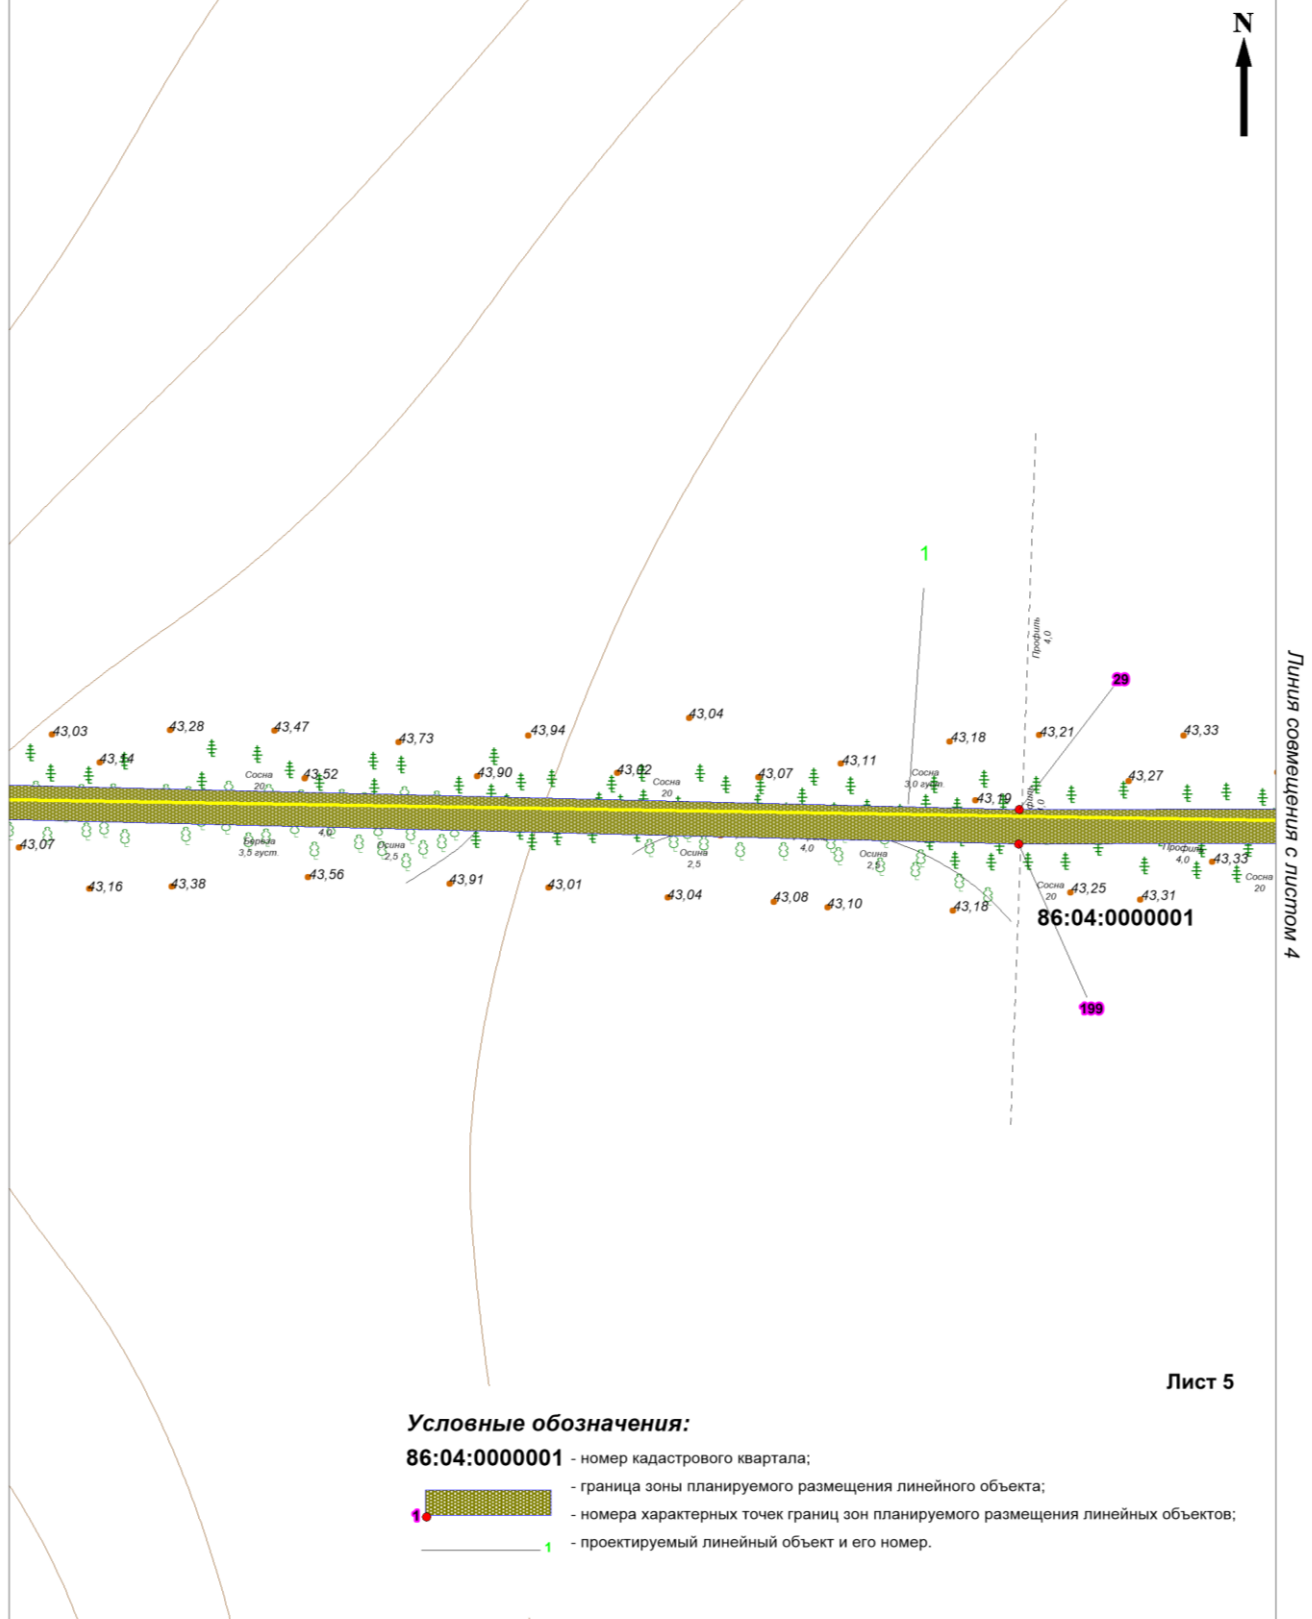 N
1
Профиль
4,0
29
Линия совмещения с листом 4
43,03
43,28
43,47
43,73
43,94
43,04
43,11
43,18
43,21
43,33
43,52
43,90
43,07
43,19
43,27
Сосна
20
Сосна
20
Сосна
3,0 густ.
4,0
Береза
3,5 густ.
Осина
2,5
Осина
2,5
4,0
Осина
2,5
Профиль
4,0
43,33
Сосна
20
Сосна
20
43,07
43,16
43,38
43,56
43,91
43,01
43,04
43,08
43,10
43,18
43,25
43,31
86:04:0000001
199
Лист 5
Условные обозначения:
86:04:0000001 - номер кадастрового квартала;
- граница зоны планируемого размещения линейного объекта;
1 - номера характерных точек границ зон планируемого размещения линейных объектов;
1 - проектируемый линейный объект и его номер.